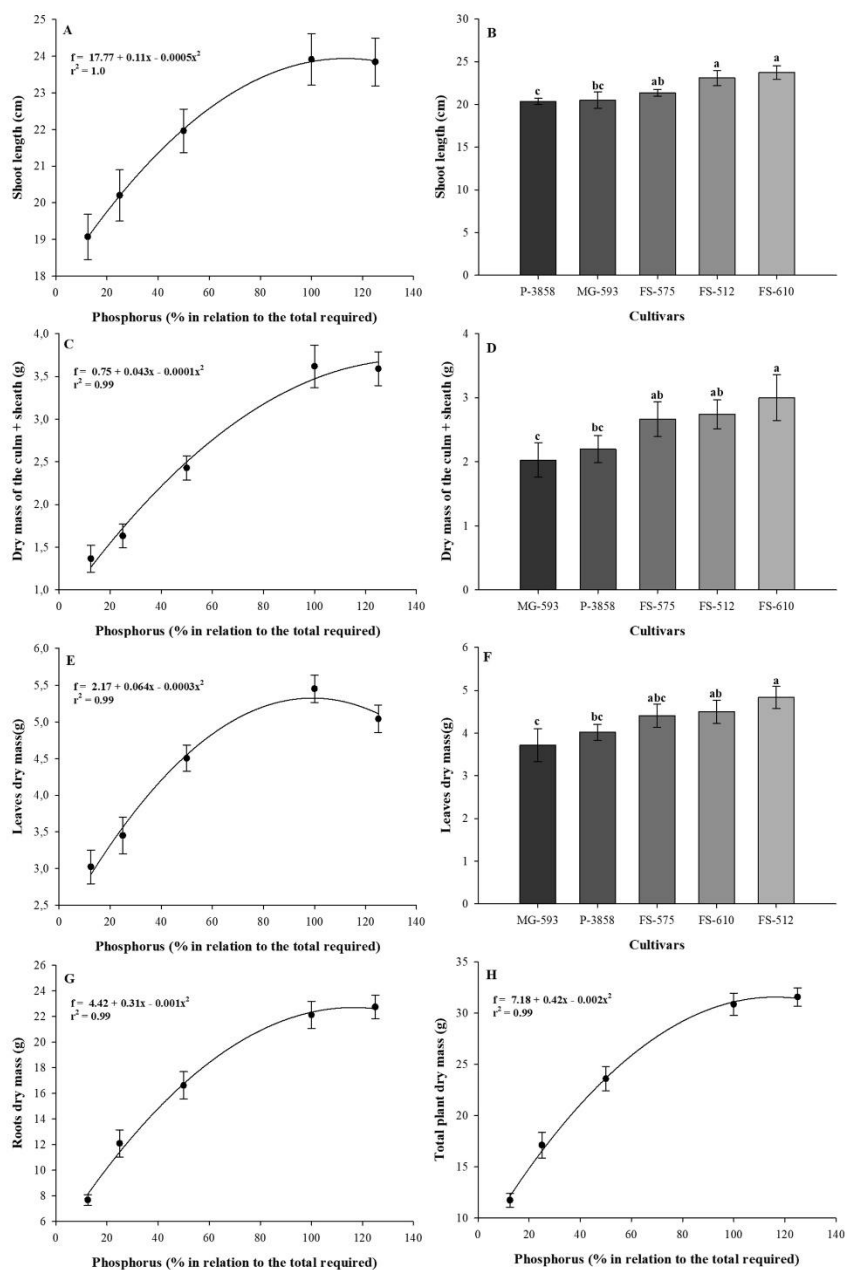 A
f = 17.77 + 0.11x - 0.0005x²
r² = 1.0
Shoot length (cm)
25
24
23
22
21
20
19
18
0 20 40 60 80 100 120 140
Phosphorus (% in relation to the total required)
B
Shoot length (cm)
30
25
20
15
10
5
0
c bc ab a a
P-3858 MG-593 FS-575 FS-512 FS-610
Cultivars
C
f = 0.75 + 0.043x - 0.0001x²
r² = 0.99
Dry mass of the culm + sheath (g)
4,0
3,5
3,0
2,5
2,0
1,5
1,0
0 20 40 60 80 100 120 140
Phosphorus (% in relation to the total required)
D
Dry mass of the culm + sheath (g)
4
3
2
1
0
c bc ab ab a
MG-593 P-3858 FS-575 FS-512 FS-610
Cultivars
E
f = 2.17 + 0.064x - 0.0003x²
r² = 0.99
Leaves dry mass(g)
6,0
5,5
5,0
4,5
4,0
3,5
3,0
2,5
0 20 40 60 80 100 120 140
Phosphorus (% in relation to the total required)
F
Leaves dry mass(g)
6
5
4
3
2
1
0
c bc abc ab a
MG-593 P-3858 FS-575 FS-610 FS-512
Cultivars
G
f = 4.42 + 0.31x - 0.001x²
r² = 0.99
Roots dry mass (g)
26
24
22
20
18
16
14
12
10
8
6
0 20 40 60 80 100 120 140
Phosphorus (% in relation to the total required)
H
f = 7.18 + 0.42x - 0.002x²
r² = 0.99
Total plant dry mass (g)
35
30
25
20
15
10
0 20 40 60 80 100 120 140
Phosphorus (% in relation to the total required)